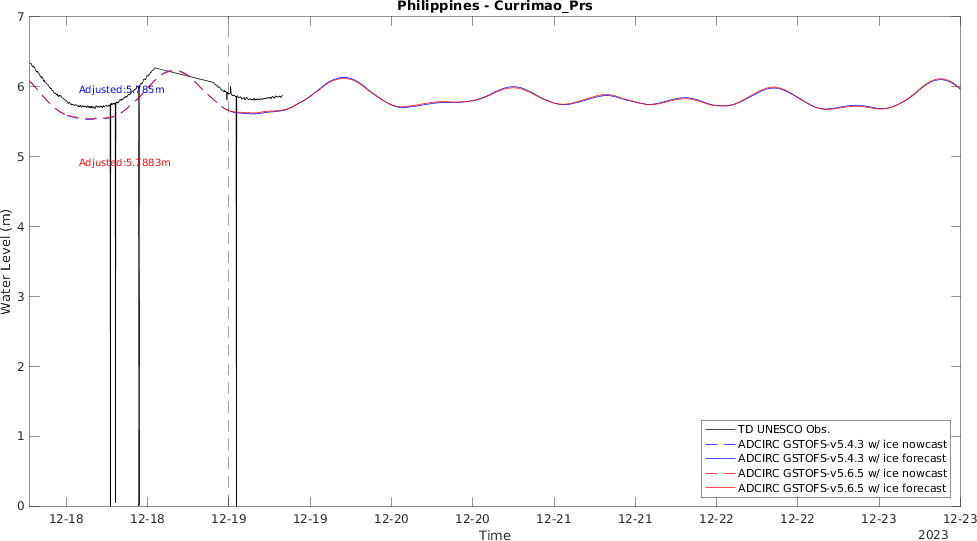 Philippines - Currimao_Prs
7
6
5
4
3
2
1
0
Water Level (m)
Adjusted:5.785m
Adjusted:5.7883m
TD UNESCO Obs.
ADCIRC GSTOFS-v5.4.3 w/ ice nowcast
ADCIRC GSTOFS-v5.4.3 w/ ice forecast
ADCIRC GSTOFS-v5.6.5 w/ ice nowcast
ADCIRC GSTOFS-v5.6.5 w/ ice forecast
12-18 12-18 12-19 12-19 12-20 12-20 12-21 12-21 12-22 12-22 12-23 12-23
Time
2023